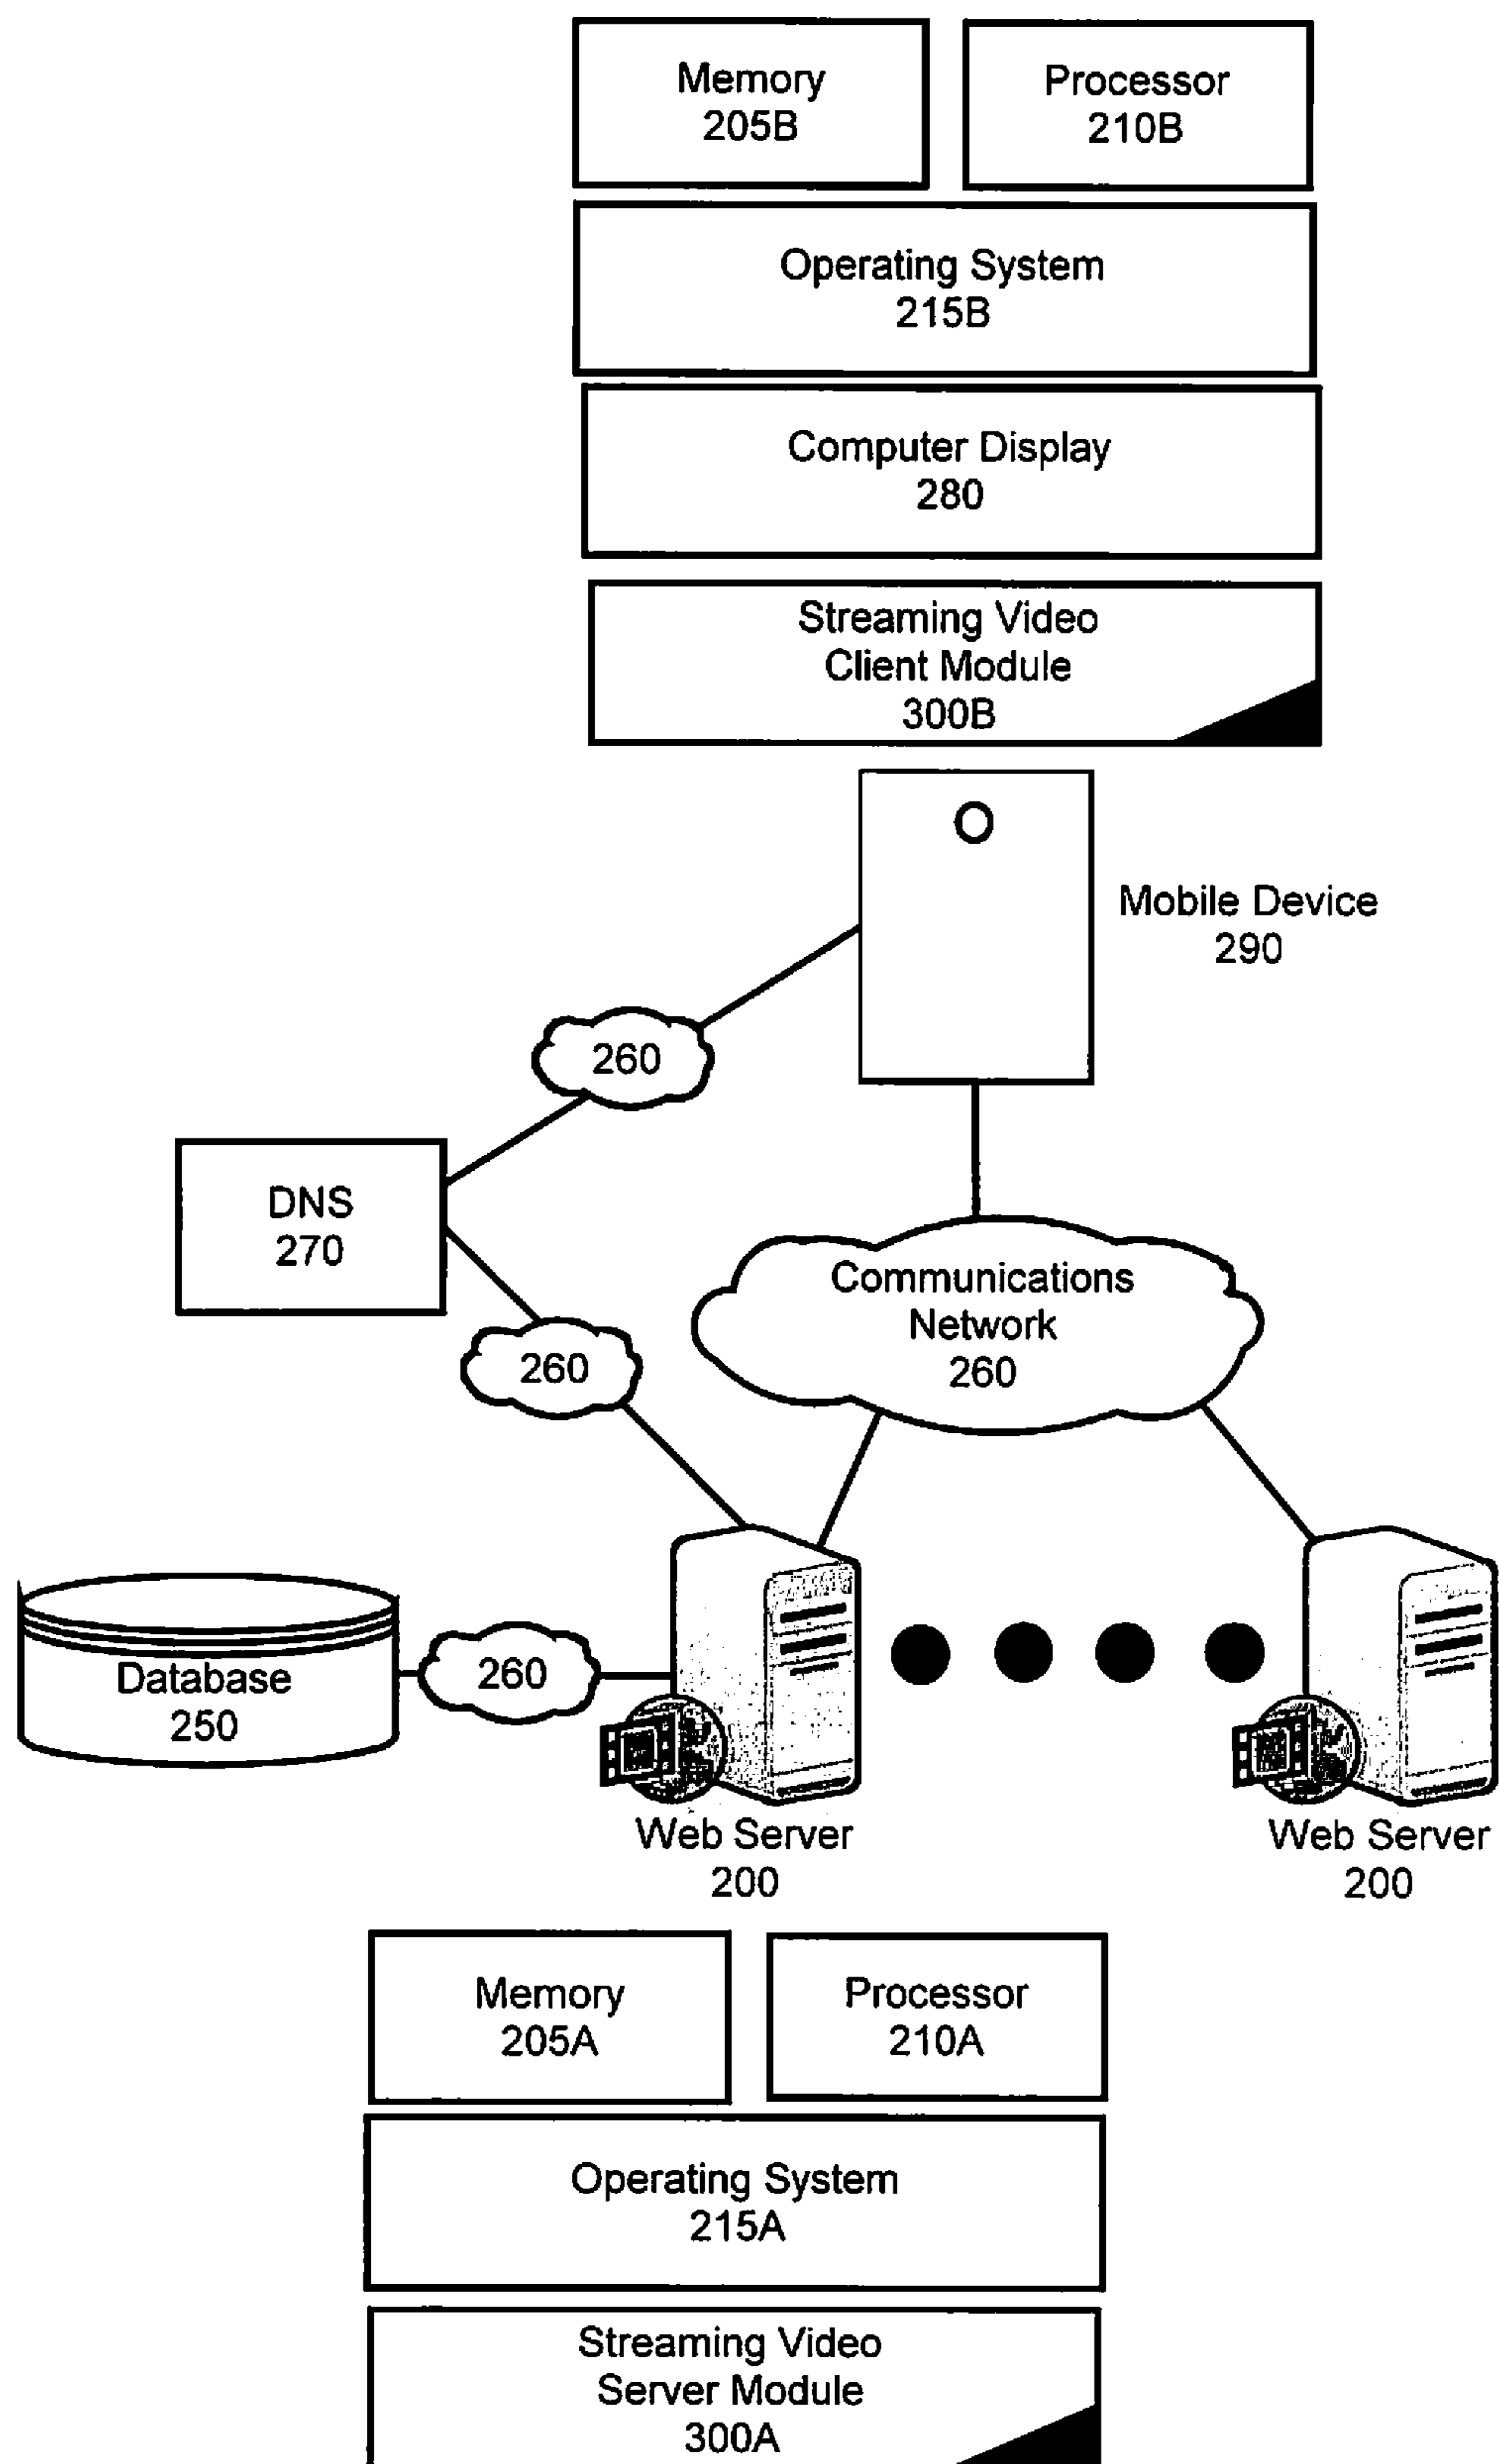 Memory
205B
Processor
210B
Operating System
215B
Computer Display
280
Streaming Video
Client Module
300B
Mobile Device
290
260
DNS
270
Communications
Network
260
260
Database
250
260
Web Server
200
Web Server
200
Memory
205A
Processor
210A
Operating System
215A
Streaming Video
Server Module
300A